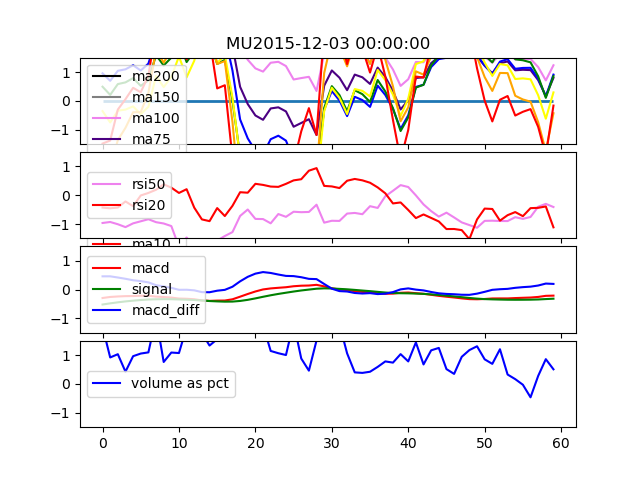 MU2015-12-03 00:00:00
1
0
−1
ma200
ma150
ma100
ma75
1
0
−1
rsi50
rsi20
ma10
1
0
−1
macd
signal
macd_diff
1
0
−1
volume as pct
0 10 20 30 40 50 60